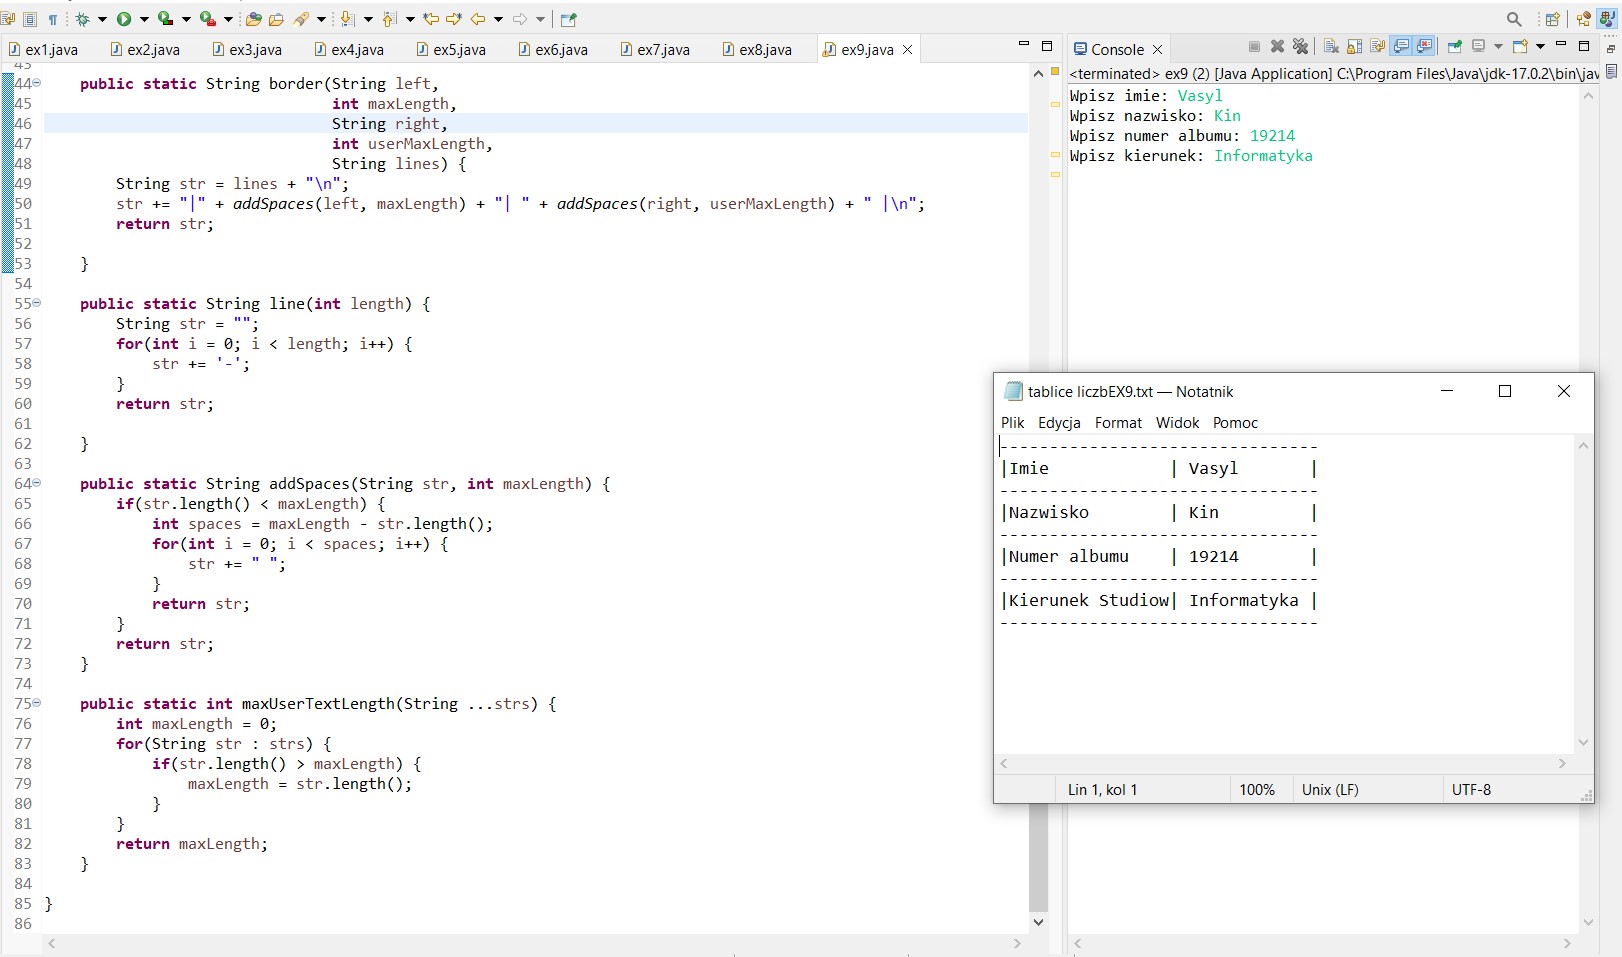 ex1.java ex2.java ex3.java ex4.java ex5.java ex6.java ex7.java ex8.java ex9.java
43
44 public static String border(String left,
45 int maxLength,
46 String right,
47 int userMaxLength,
48 String lines) {
49 String str = lines + "\n";
50 str += "|" + addSpaces(left, maxLength) + "| " + addSpaces(right, userMaxLength) + " |\n";
51 return str;
52
53 }
54
55 public static String line(int length) {
56 String str = "";
57 for(int i = 0; i < length; i++) {
58 str += '-';
59 }
60 return str;
61
62 }
63
64 public static String addSpaces(String str, int maxLength) {
65 if(str.length() < maxLength) {
66 int spaces = maxLength - str.length();
67 for(int i = 0; i < spaces; i++) {
68 str += " ";
69 }
70 return str;
71 }
72 return str;
73 }
74
75 public static int maxUserTextLength(String ...strs) {
76 int maxLength = 0;
77 for(String str : strs) {
78 if(str.length() > maxLength) {
79 maxLength = str.length();
80 }
81 }
82 return maxLength;
83 }
84
85 }
86
Console
<terminated> ex9 (2) [Java Application] C:\Program Files\Java\jdk-17.0.2\bin\jav
Wpisz imie: Vasyl
Wpisz nazwisko: Kin
Wpisz numer albumu: 19214
Wpisz kierunek: Informatyka
tablice liczbEX9.txt — Notatnik
Plik Edycja Format Widok Pomoc
--------------------------------
|Imie            | Vasyl       |
--------------------------------
|Nazwisko        | Kin         |
--------------------------------
|Numer albumu    | 19214       |
--------------------------------
|Kierunek Studiow| Informatyka |
--------------------------------
Lin 1, kol 1 100% Unix (LF) UTF-8